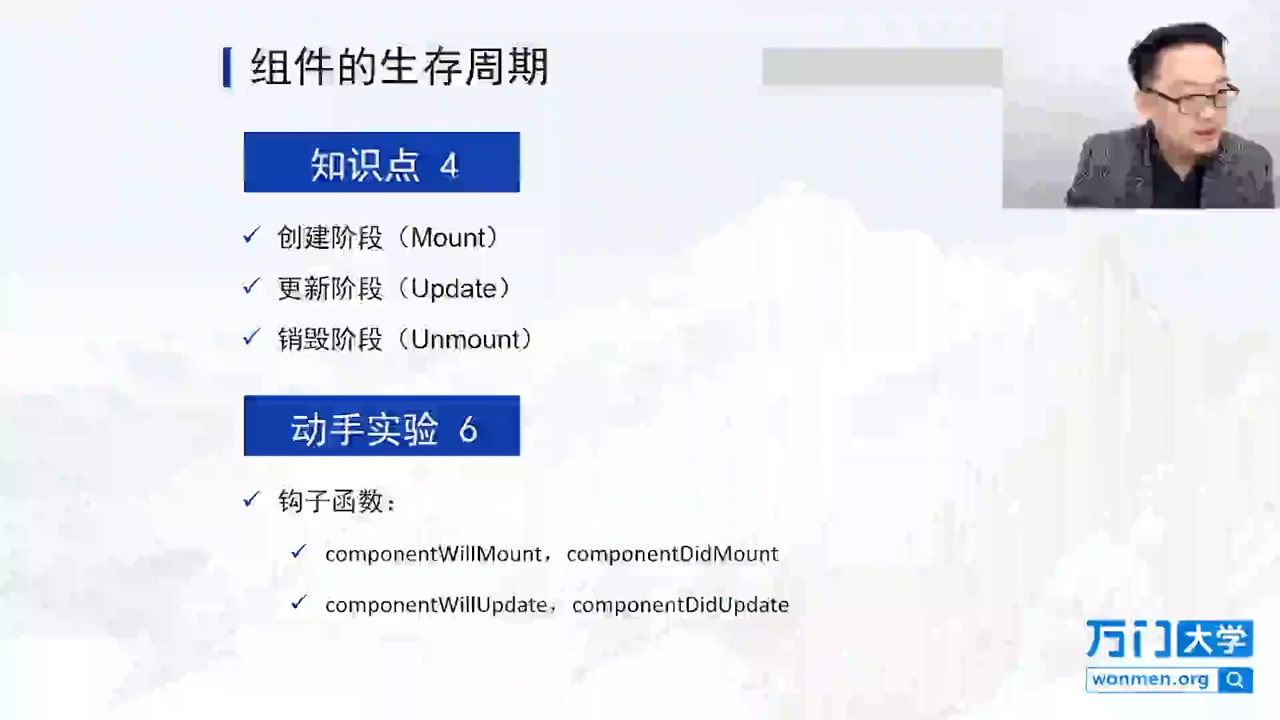 组件的生存周期
知识点 4
创建阶段（Mount）
更新阶段（Update）
销毁阶段（Unmount）
动手实验 6
钩子函数：
componentWillMount，componentDidMount
componentWillUpdate，componentDidUpdate
万门大学
wanmen.org